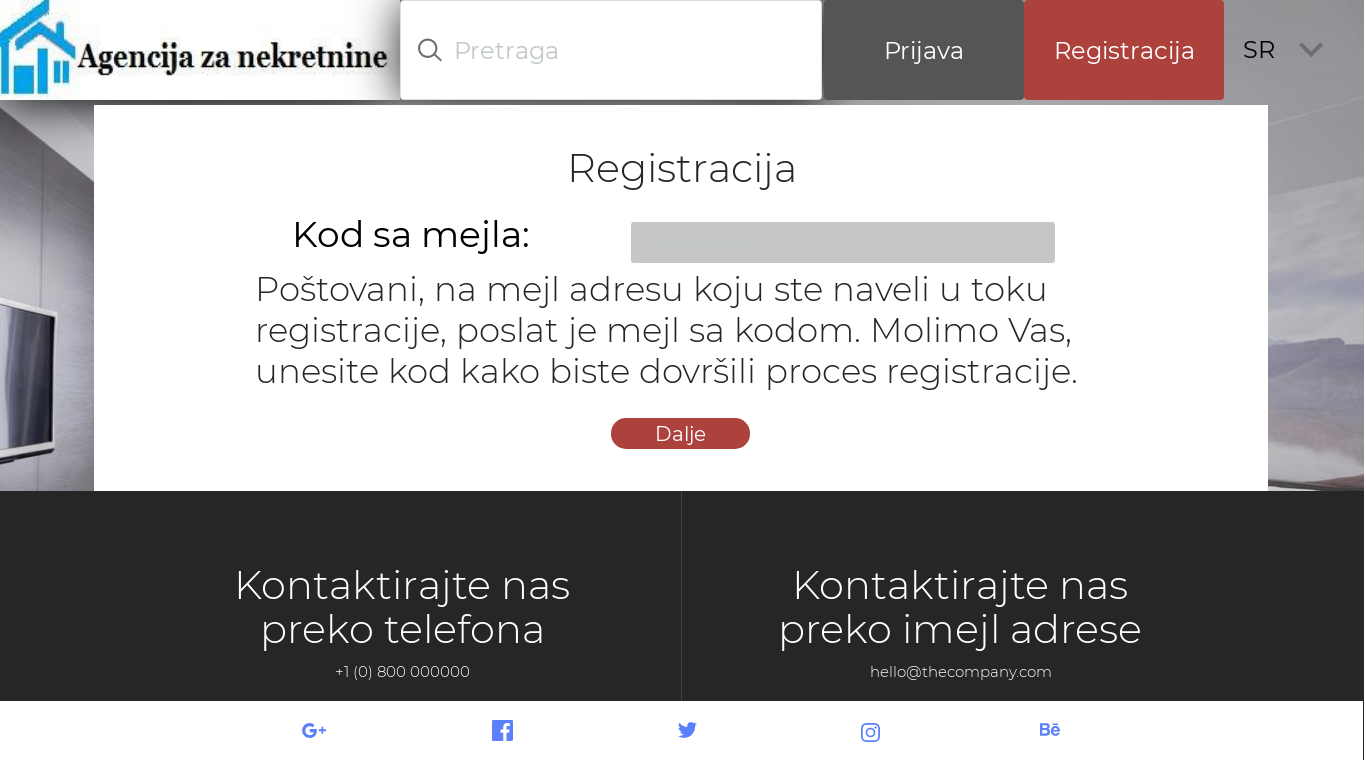 Agencija za nekretnine
Pretraga
Prijava
Registracija
SR
Registracija
Kod sa mejla:
Poštovani, na mejl adresu koju ste naveli u toku
registracije, poslat je mejl sa kodom. Molimo Vas,
unesite kod kako biste dovršili proces registracije.
Dalje
Kontaktirajte nas
preko telefona
+1 (0) 800 000000
Kontaktirajte nas
preko imejl adrese
hello@thecompany.com